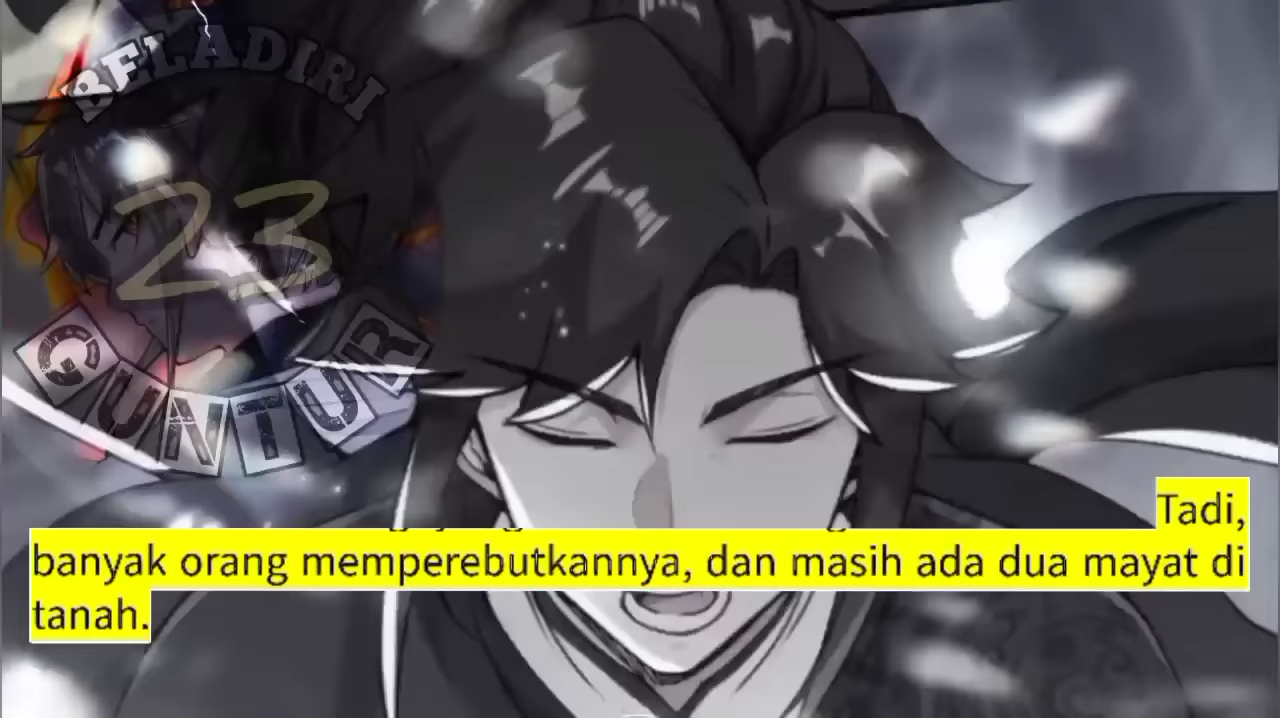 BELADIRI
23
GUNTUR
Tadi,
banyak orang memperebutkannya, dan masih ada dua mayat di
tanah.